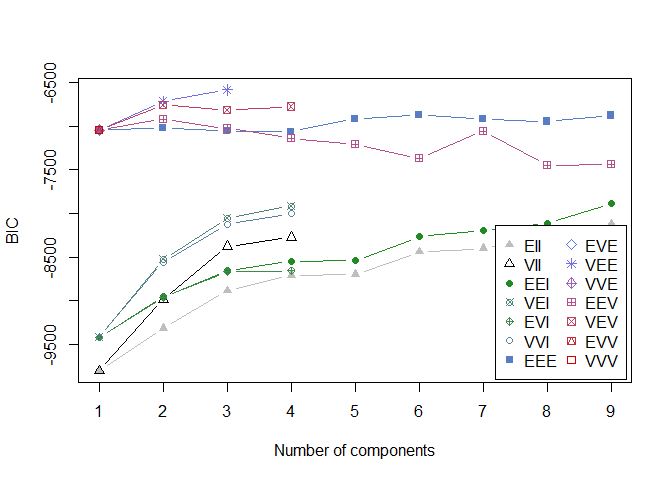 -6500
-7500
-8500
-9500
BIC
1 2 3 4 5 6 7 8 9
Number of components
EII EVE
VII VEE
EEI VVE
VEI EEV
EVI VEV
VVI EVV
EEE VVV